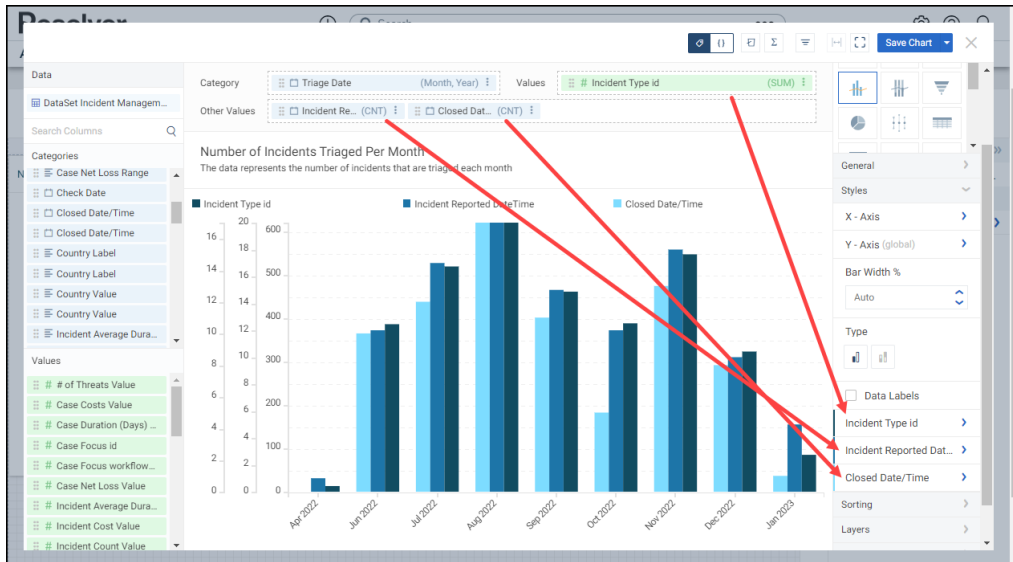 Resolver
Search
Save Chart
Data
DataSet Incident Managem...
Search Columns
Categories
Case Net Loss Range
Check Date
Closed Date/Time
Closed Date/Time
Country Label
Country Label
Country Value
Country Value
Incident Average Dura...
Values
# of Threats Value
Case Costs Value
Case Duration (Days) ...
Case Focus id
Case Focus workflow...
Case Net Loss Value
Incident Average Dura...
Incident Cost Value
Incident Count Value
Category
Triage Date (Month, Year)
Values
# Incident Type id (SUM)
Other Values
Incident Re... (CNT)
Closed Dat... (CNT)
Number of Incidents Triaged Per Month
The data represents the number of incidents that are triaged each month
Incident Type id
Incident Reported DateTime
Closed Date/Time
16
14
12
10
8
6
4
2
0
20
18
16
14
12
10
8
6
4
2
0
600
500
400
300
200
100
0
Apr 2022
Jun 2022
Jul 2022
Aug 2022
Sep 2022
Oct 2022
Nov 2022
Dec 2022
Jan 2023
General
Styles
X - Axis
Y - Axis (global)
Bar Width %
Auto
Type
Data Labels
Incident Type id
Incident Reported Dat...
Closed Date/Time
Sorting
Layers